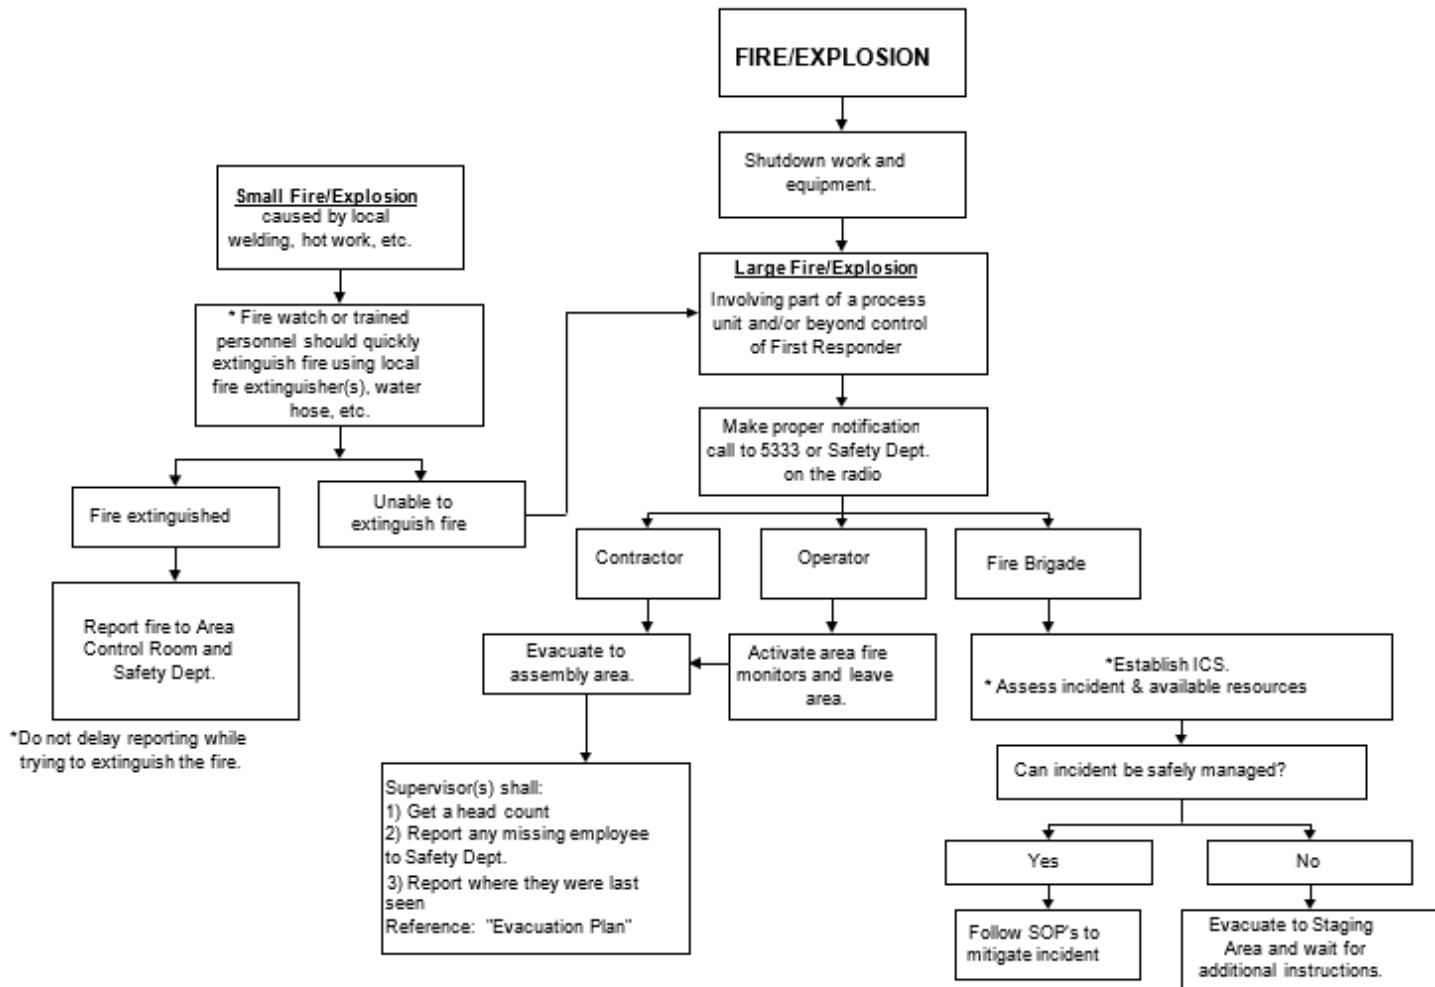 FIRE/EXPLOSION
Shutdown work and
equipment.
Small Fire/Explosion
caused by local
welding, hot work, etc.
Large Fire/Explosion
Involving part of a process
unit and/or beyond control
of First Responder
* Fire watch or trained
personnel should quickly
extinguish fire using local
fire extinguisher(s), water
hose, etc.
Make proper notification
call to 5333 or Safety Dept.
on the radio
Fire extinguished
Unable to
extinguish fire
Contractor
Operator
Fire Brigade
Report fire to Area
Control Room and
Safety Dept.
*Do not delay reporting while
trying to extinguish the fire.
Evacuate to
assembly area.
Activate area fire
monitors and leave
area.
*Establish ICS.
* Assess incident & available resources
Can incident be safely managed?
Supervisor(s) shall:
1) Get a head count
2) Report any missing employee
to Safety Dept.
3) Report where they were last
seen
Reference: "Evacuation Plan"
Yes
No
Follow SOP's to
mitigate incident
Evacuate to Staging
Area and wait for
additional instructions.